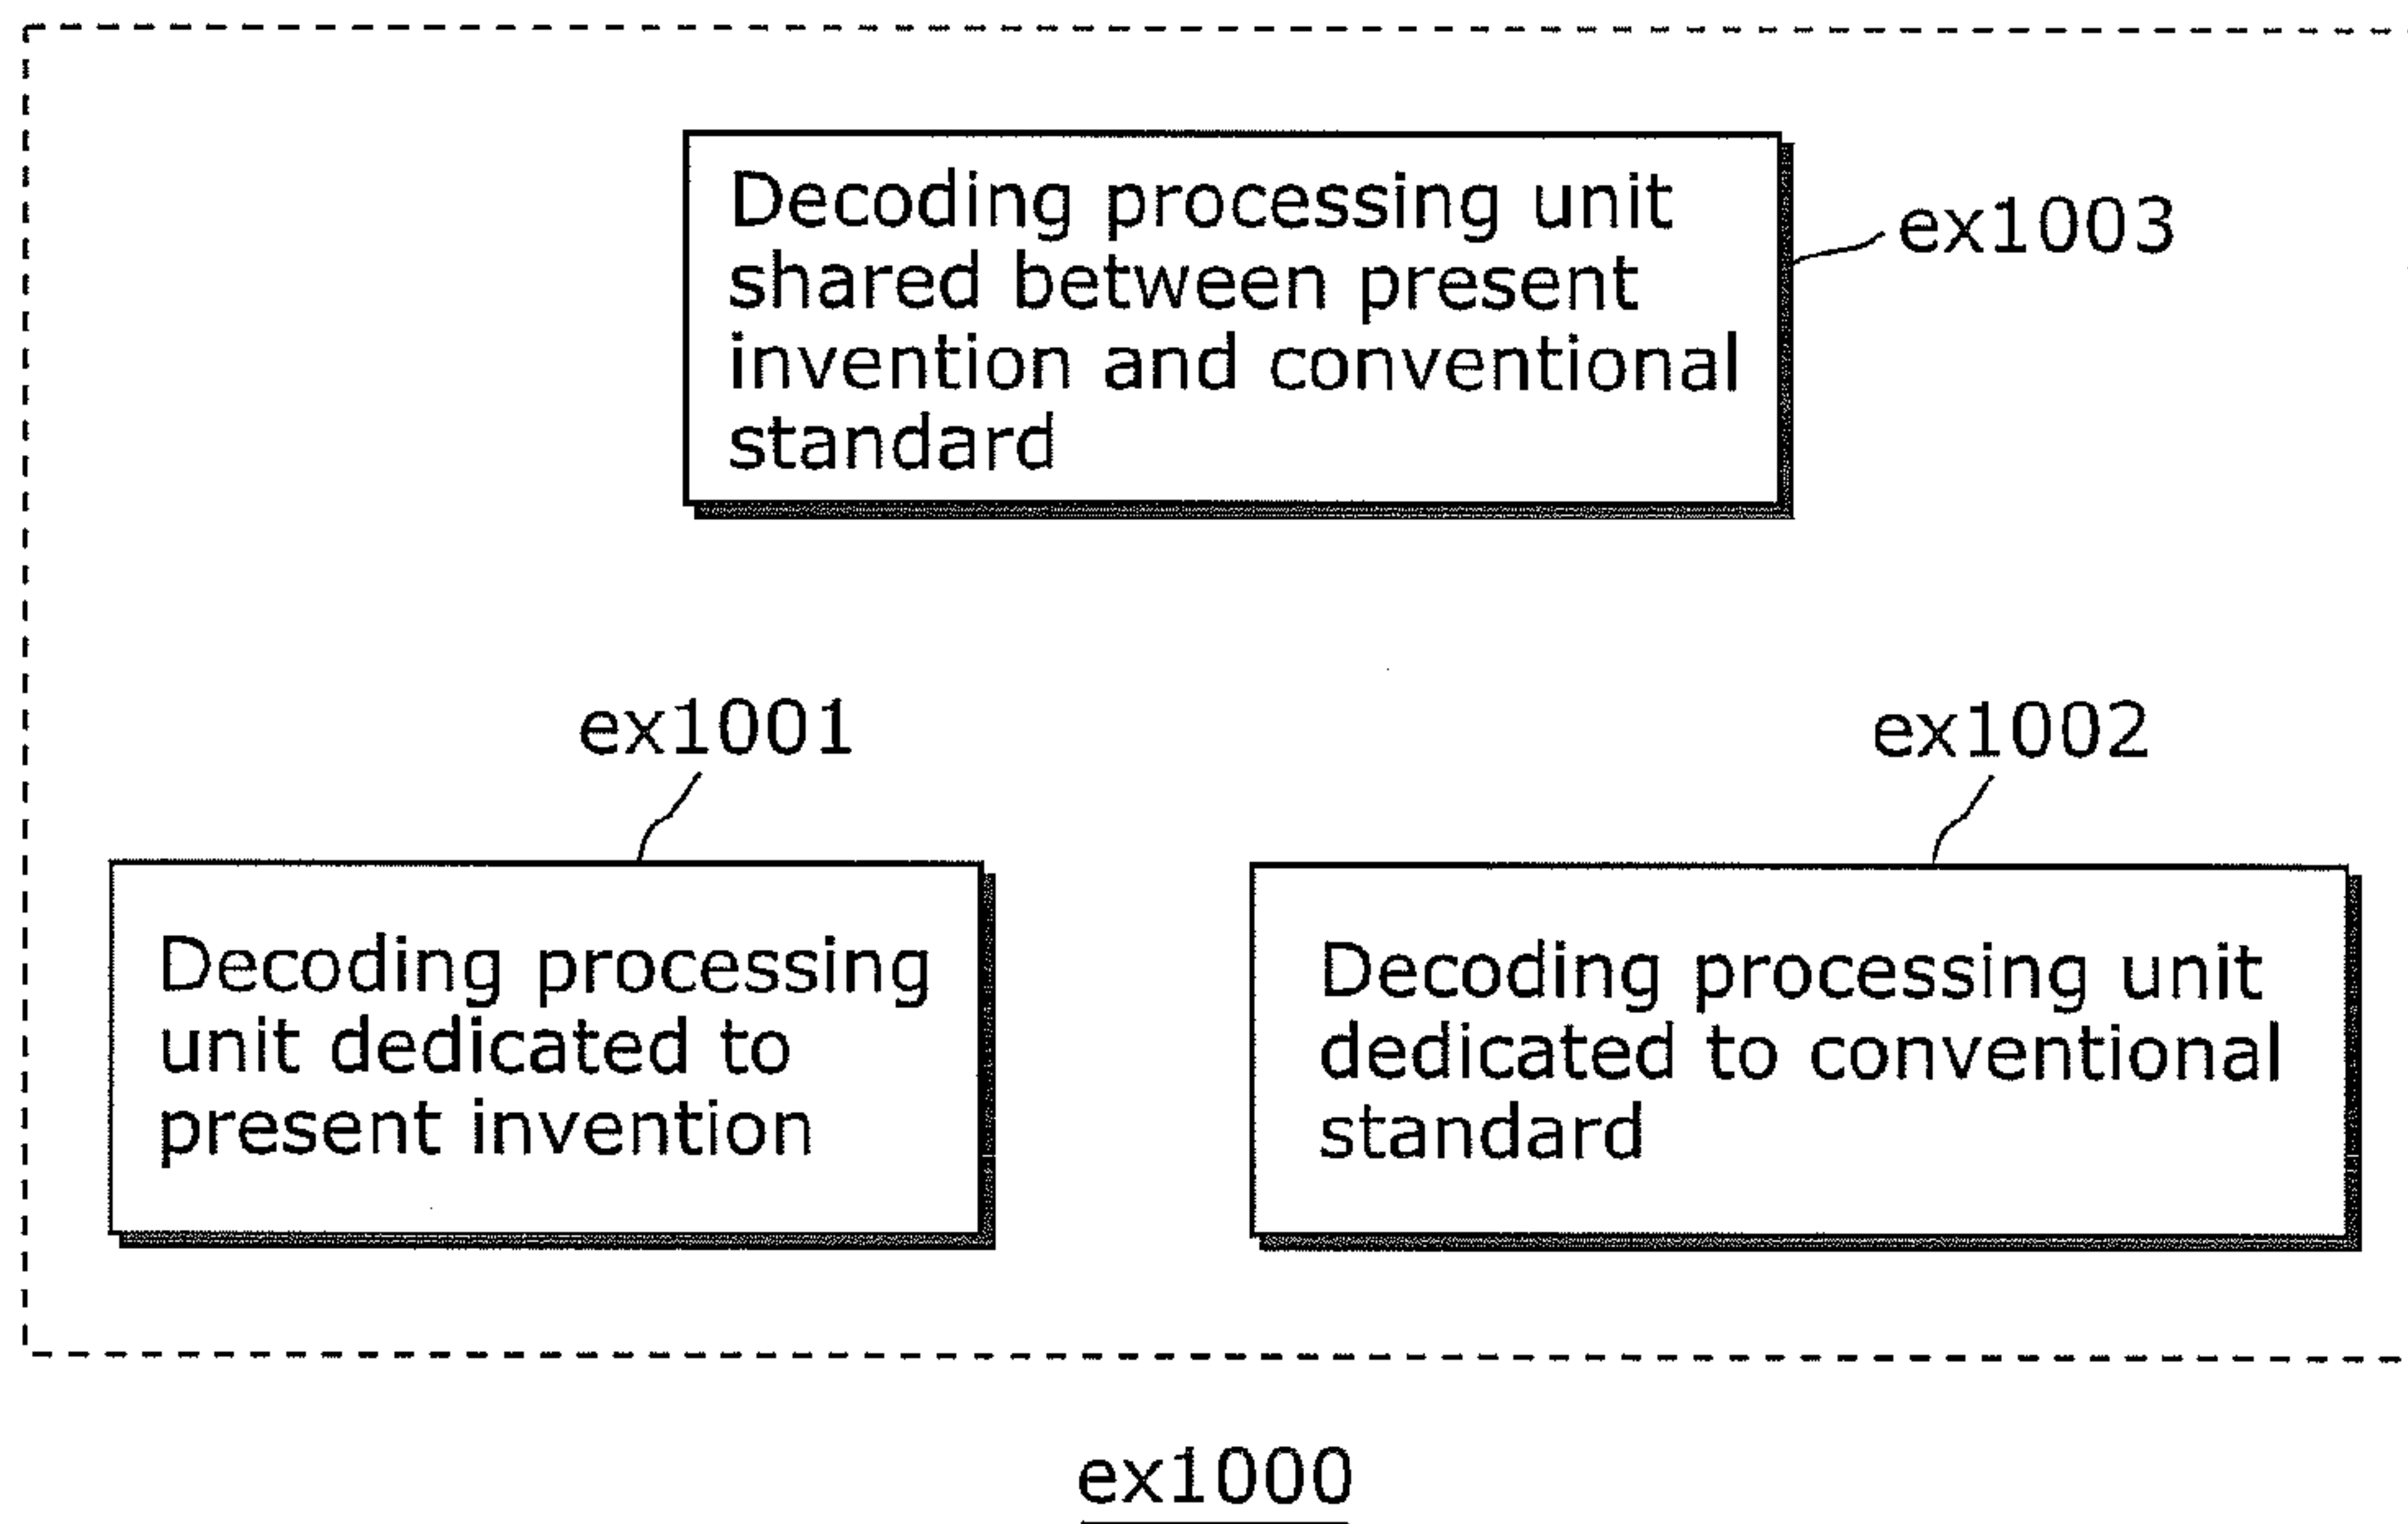 Decoding processing unit
shared between present
invention and conventional
standard
ex1003
ex1001
ex1002
Decoding processing
unit dedicated to
present invention
Decoding processing unit
dedicated to conventional
standard
ex1000